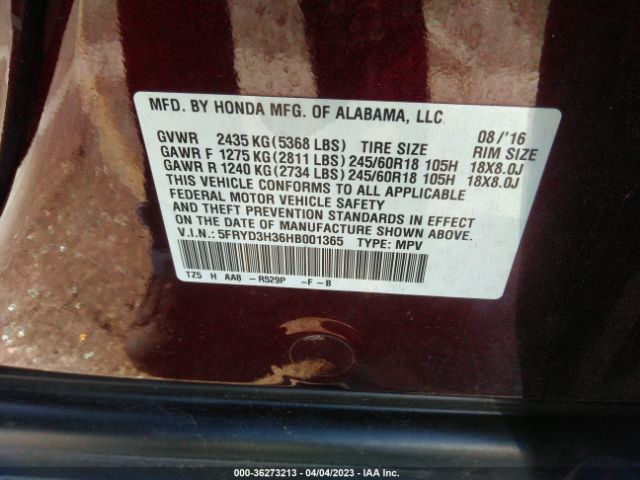 MFD. BY HONDA MFG. OF ALABAMA, LLC
08/'16
GVWR 2435 KG(5368 LBS) TIRE SIZE RIM SIZE
GAWR F 1275 KG(2811 LBS) 245/60R18 105H 18X8.0J
GAWR R 1240 KG(2734 LBS) 245/60R18 105H 18X8.0J
THIS VEHICLE CONFORMS TO ALL APPLICABLE
FEDERAL MOTOR VEHICLE SAFETY
AND THEFT PREVENTION STANDARDS IN EFFECT
ON THE DATE OF MANUFACTURE SHOWN ABOVE.
V.I.N.: 5FRYD3H36HB001365 TYPE: MPV
TZ5 H AA8 - R529P -F-B
000-36273213 - 04/04/2023 - IAA Inc.